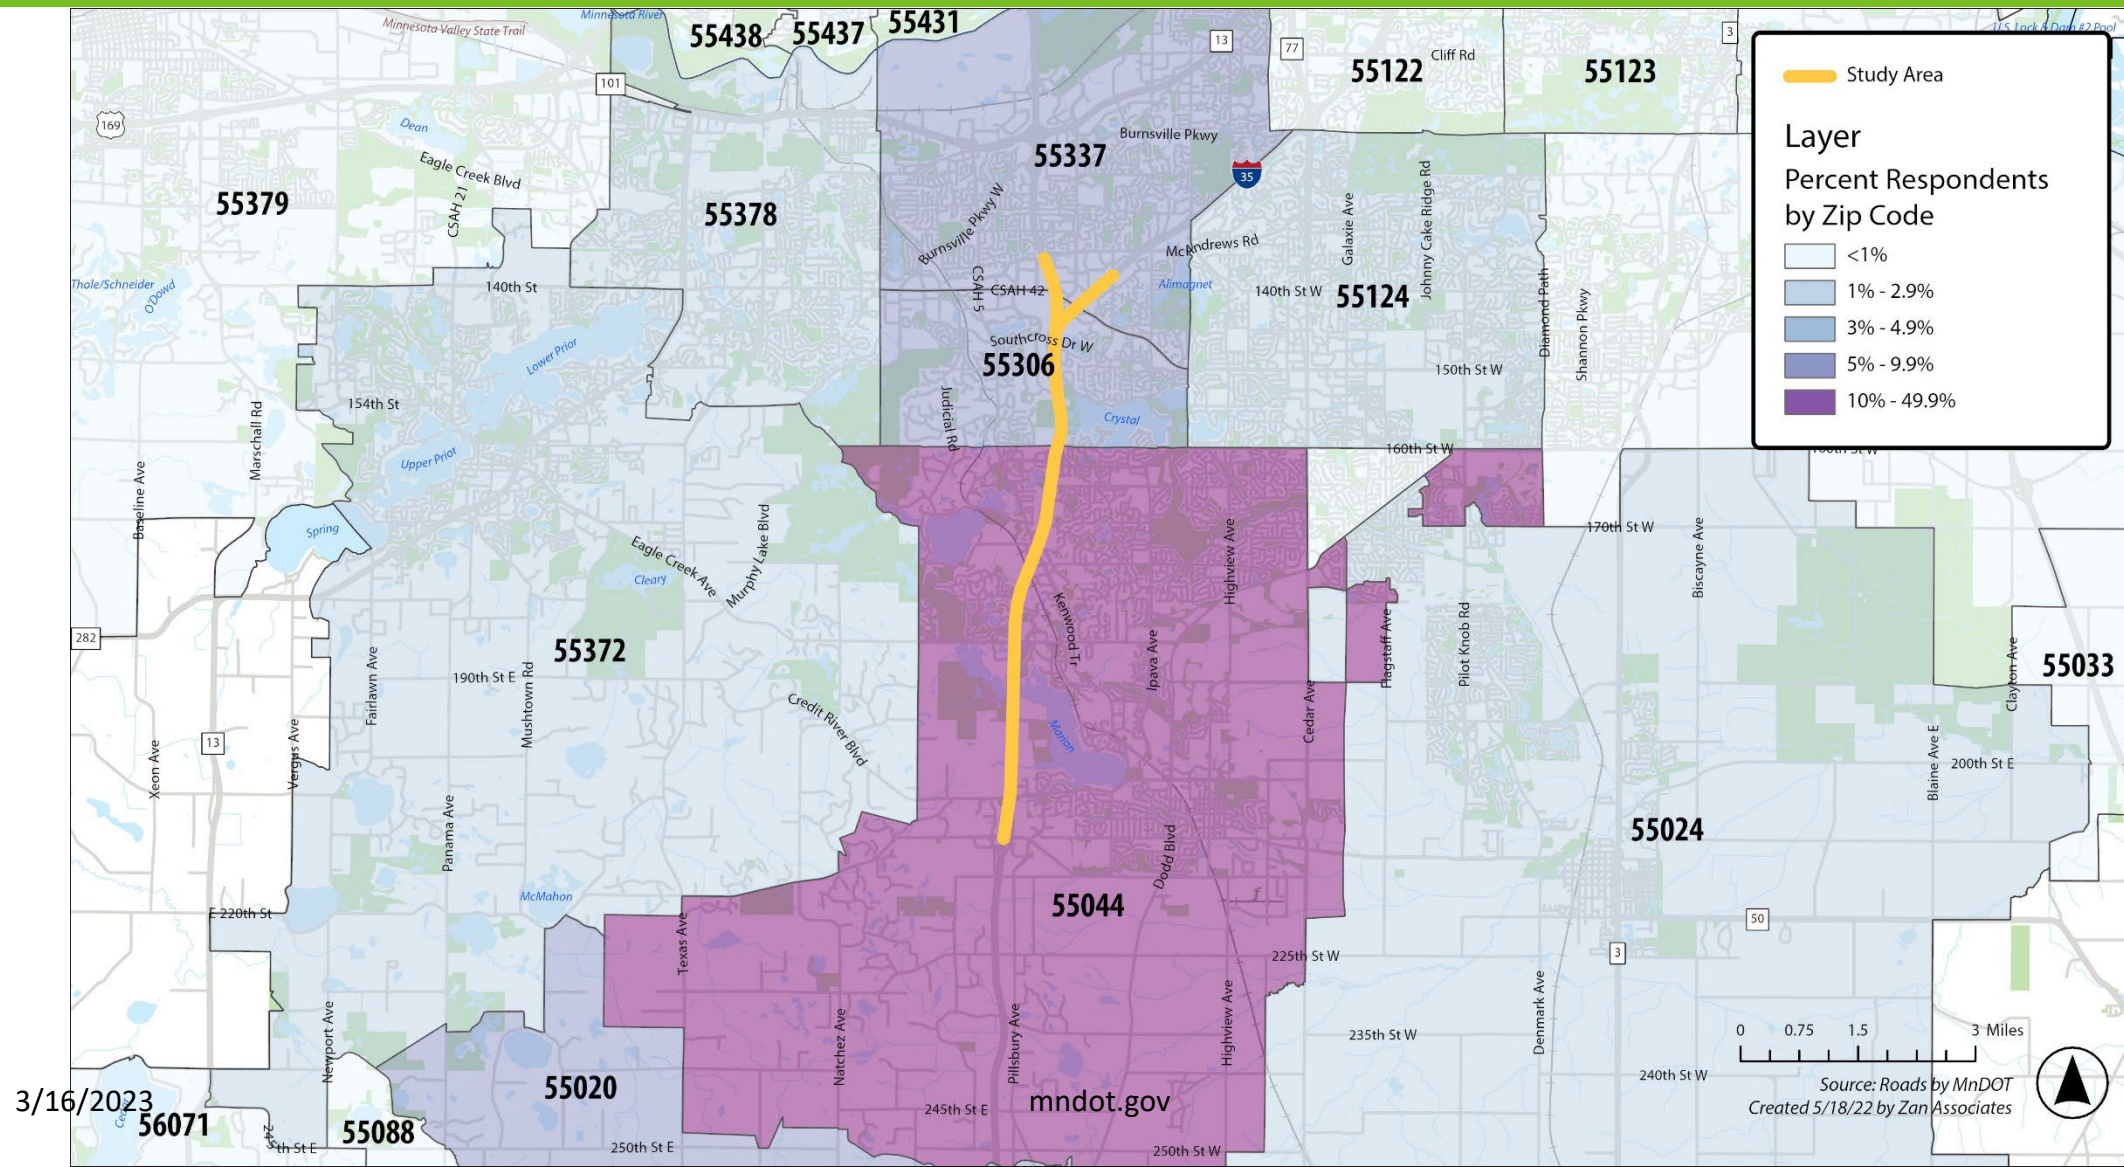 Minnesota River
Minnesota Valley State Trail
55438
55437
55431
13
77
Cliff Rd
55122
55123
3
U.S. Lock & Dam #2 Pool
Study Area
Layer
Percent Respondents
by Zip Code
<1%
1% - 2.9%
3% - 4.9%
5% - 9.9%
10% - 49.9%
101
169
Dean
Eagle Creek Blvd
CSAH 21
55379
55378
55337
Burnsville Pkwy
35
Burnsville Pkwy W
McAndrews Rd
Galaxie Ave
Johnny Cake Ridge Rd
Thole/Schneider
O'Dowd
140th St
CSAH 5
CSAH 42
Alimagnet
140th St W
55124
Diamond Path
Shannon Pkwy
Lower Prior
Southcross Dr W
55306
150th St W
154th St
Marschall Rd
Judicial Rd
Crystal
Upper Prior
160th St W
Baseline Ave
Spring
Eagle Creek Ave
Murphy Lake Blvd
Cleary
Highview Ave
170th St W
Biscayne Ave
282
55372
Kenwood Tr
Ipava Ave
Flagstaff Ave
Pilot Knob Rd
Clayton Ave
55033
Fairlawn Ave
190th St E
Mushtown Rd
Credit River Blvd
Marion
Cedar Ave
13
Xeon Ave
Vergus Ave
Blaine Ave E
200th St E
Panama Ave
55024
Dodd Blvd
McMahon
55044
E 220th St
Texas Ave
50
225th St W
3
Newport Ave
Natchez Ave
Pillsbury Ave
Highview Ave
235th St W
Denmark Ave
0 0.75 1.5 3 Miles
240th St W
Source: Roads by MnDOT
Created 5/18/22 by Zan Associates
3/16/2023
56071
55088
55020
245th St E
mndot.gov
th St E
250th St E
250th St W